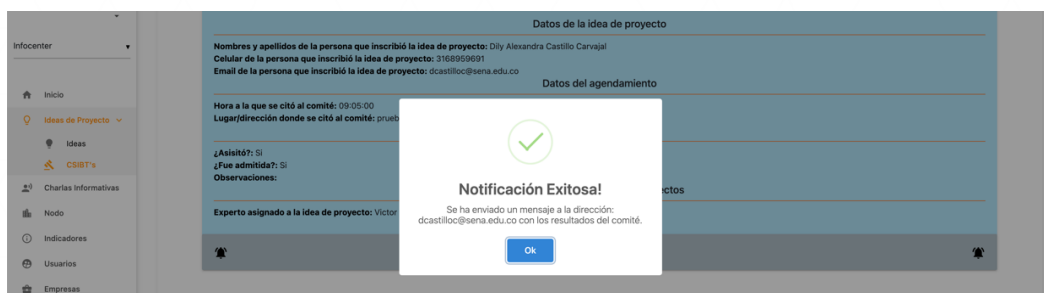 Infocenter
Inicio
Ideas de Proyecto
Ideas
CSIBT's
Charlas Informativas
Nodo
Indicadores
Usuarios
Empresas
Datos de la idea de proyecto
Nombres y apellidos de la persona que inscribió la idea de proyecto: Dily Alexandra Castillo Carvajal
Celular de la persona que inscribió la idea de proyecto: 3168959691
Email de la persona que inscribió la idea de proyecto: dcastilloc@sena.edu.co
Datos del agendamiento
Hora a la que se citó al comité: 09:05:00
Lugar/dirección donde se citó al comité: prueb
¿Asisitó?: Si
¿Fue admitida?: Si
Observaciones:
ectos
Experto asignado a la idea de proyecto: Victor
Notificación Exitosa!
Se ha enviado un mensaje a la dirección:
dcastilloc@sena.edu.co con los resultados del comité.
Ok